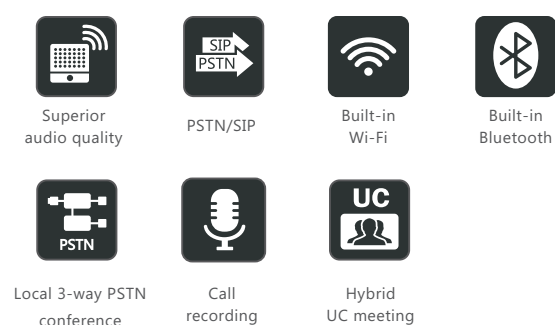 SIP
PSTN
Superior
audio quality
PSTN/SIP
Built-in
Wi-Fi
Built-in
Bluetooth
PSTN
UC
Local 3-way PSTN
conference
Call
recording
Hybrid
UC meeting